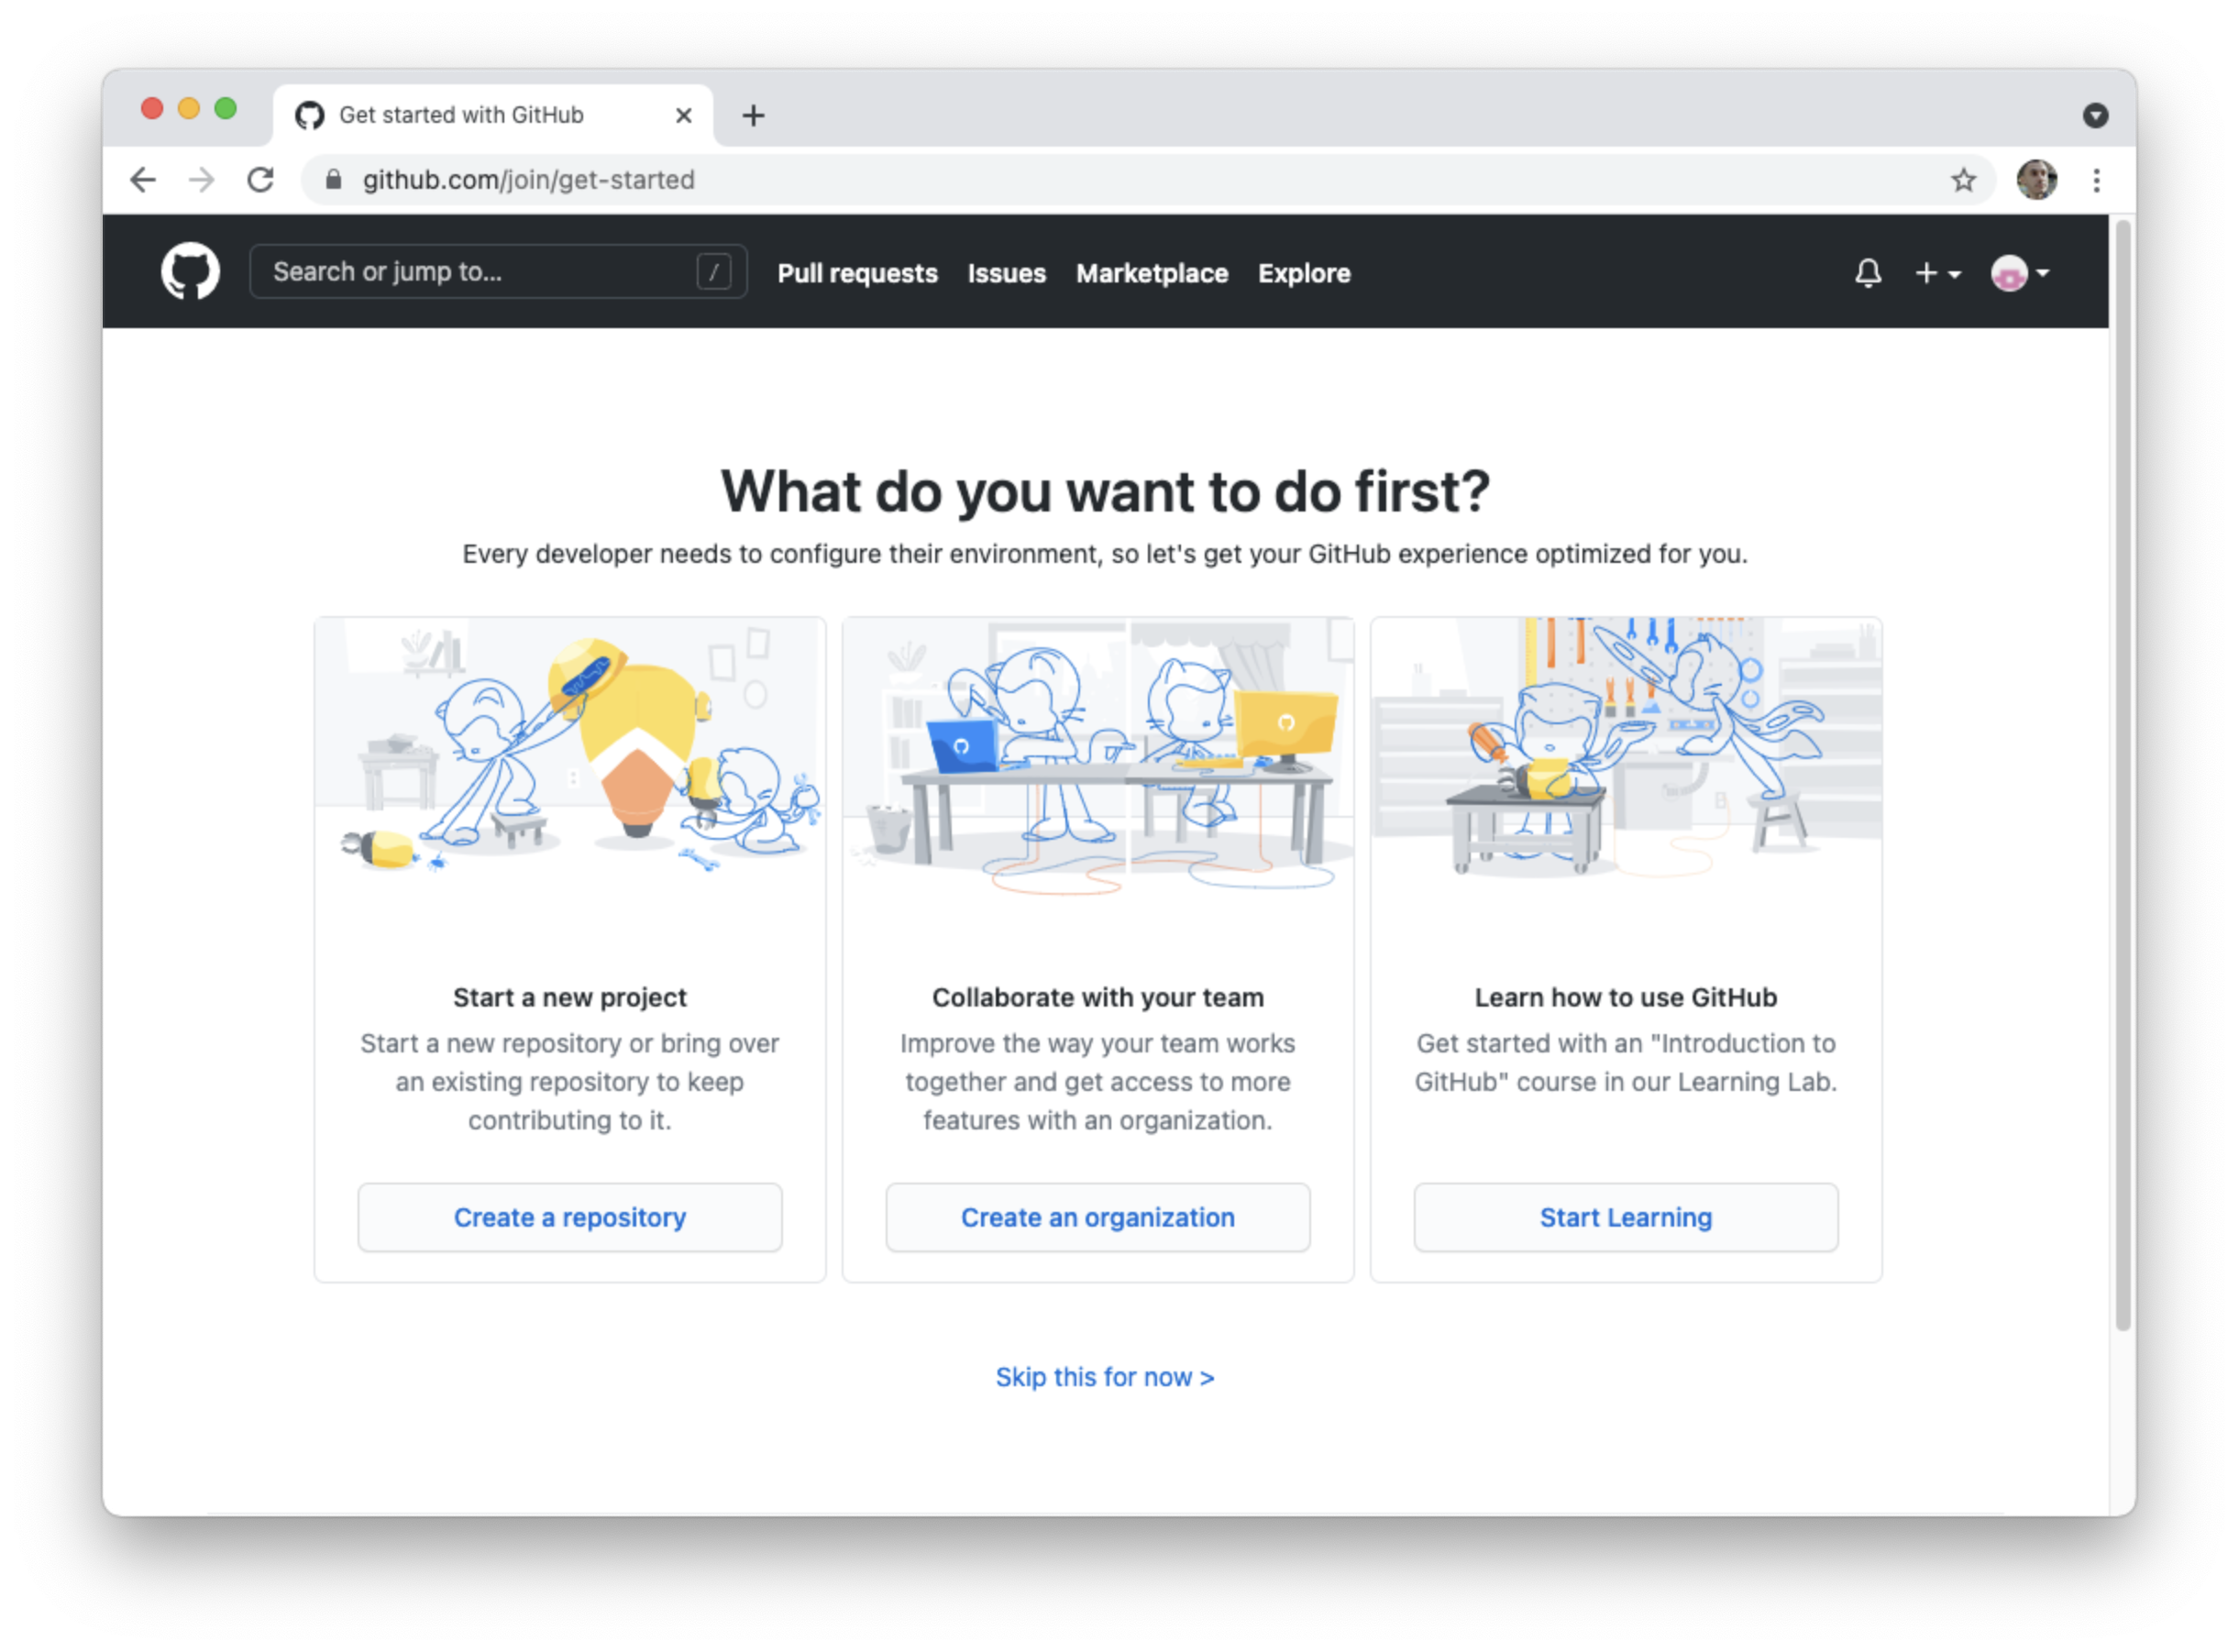 Get started with GitHub
github.com/join/get-started
Search or jump to...
/
Pull requests
Issues
Marketplace
Explore
What do you want to do first?
Every developer needs to configure their environment, so let's get your GitHub experience optimized for you.
Start a new project
Start a new repository or bring over
an existing repository to keep
contributing to it.
Create a repository
Collaborate with your team
Improve the way your team works
together and get access to more
features with an organization.
Create an organization
Learn how to use GitHub
Get started with an "Introduction to
GitHub" course in our Learning Lab.
Start Learning
Skip this for now >